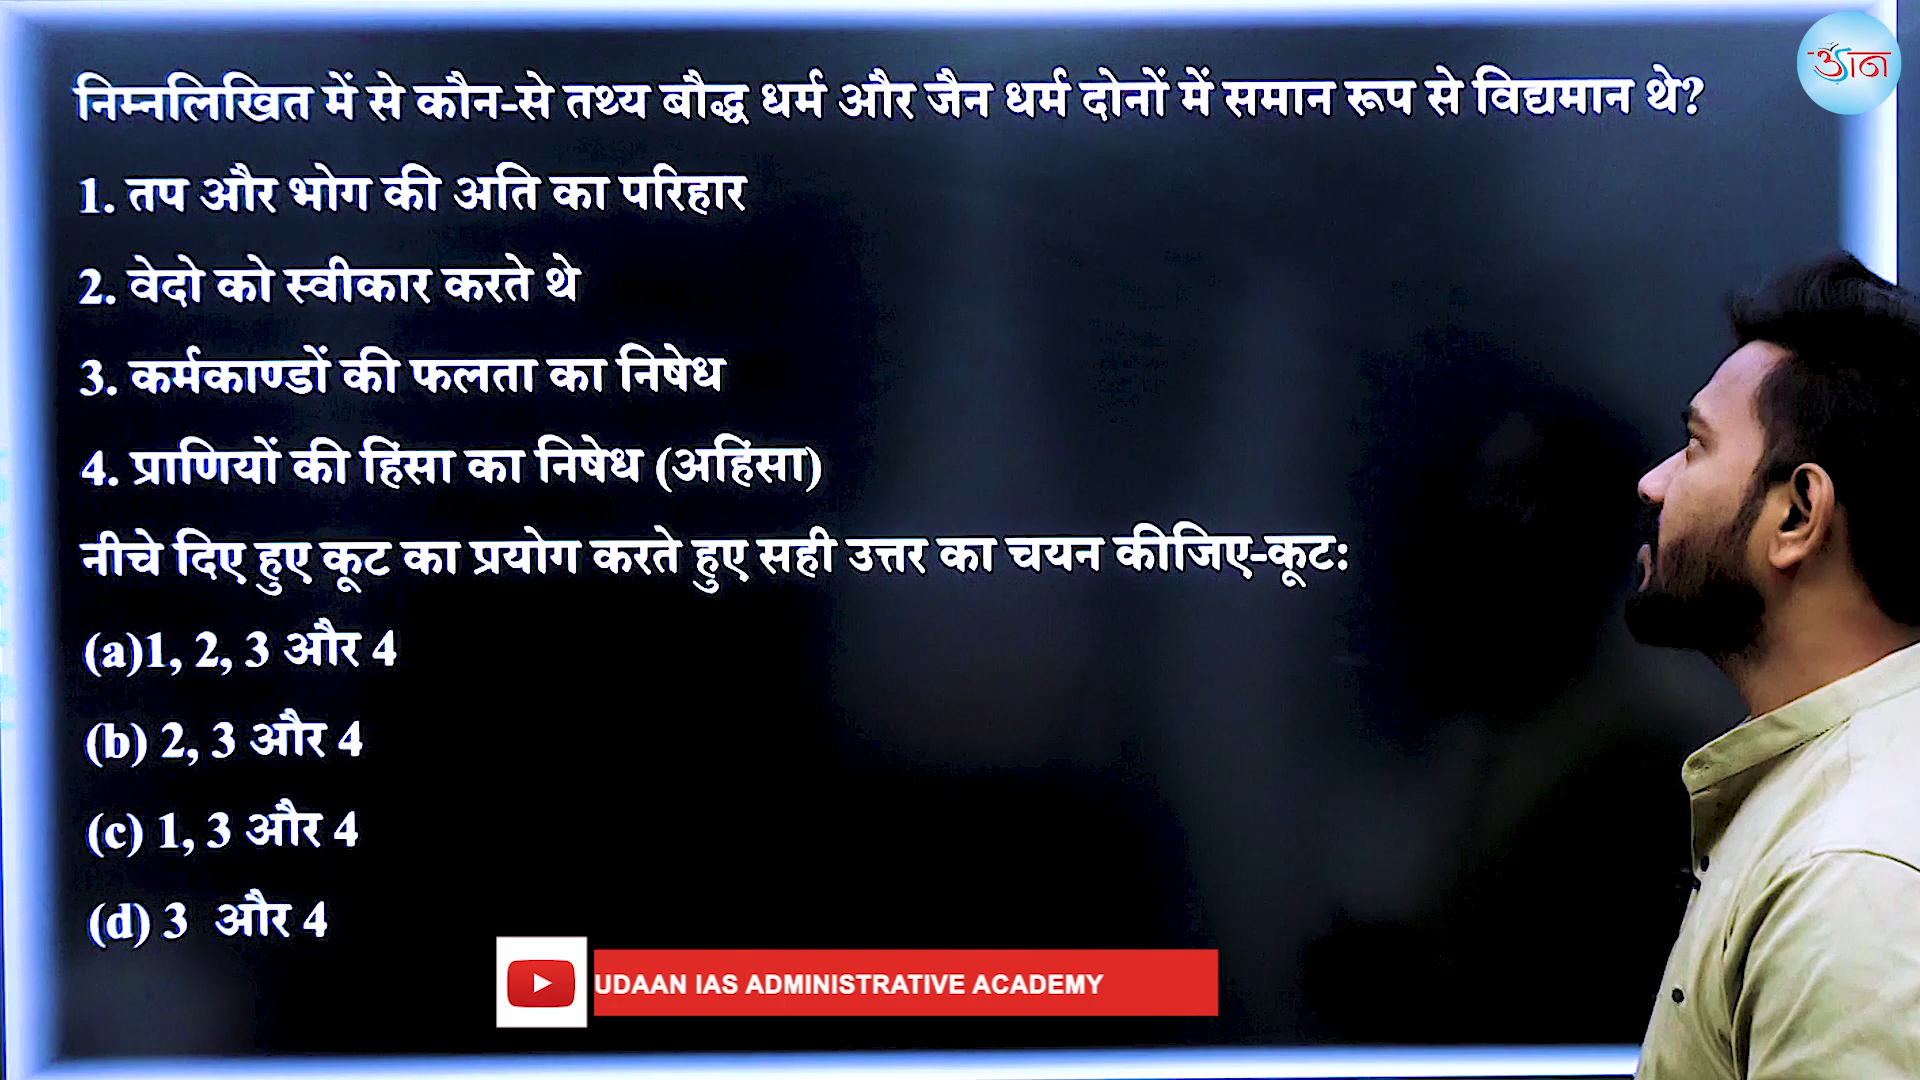 निम्नलिखित में से कौन-से तथ्य बौद्ध धर्म और जैन धर्म दोनों में समान रूप से विद्यमान थे?
1. तप और भोग की अति का परिहार
2. वेदो को स्वीकार करते थे
3. कर्मकाण्डों की फलता का निषेध
4. प्राणियों की हिंसा का निषेध (अहिंसा)
नीचे दिए हुए कूट का प्रयोग करते हुए सही उत्तर का चयन कीजिए-कूट:
(a)1, 2, 3 और 4
(b) 2, 3 और 4
(c) 1, 3 और 4
(d) 3 और 4
UDAAN IAS ADMINISTRATIVE ACADEMY